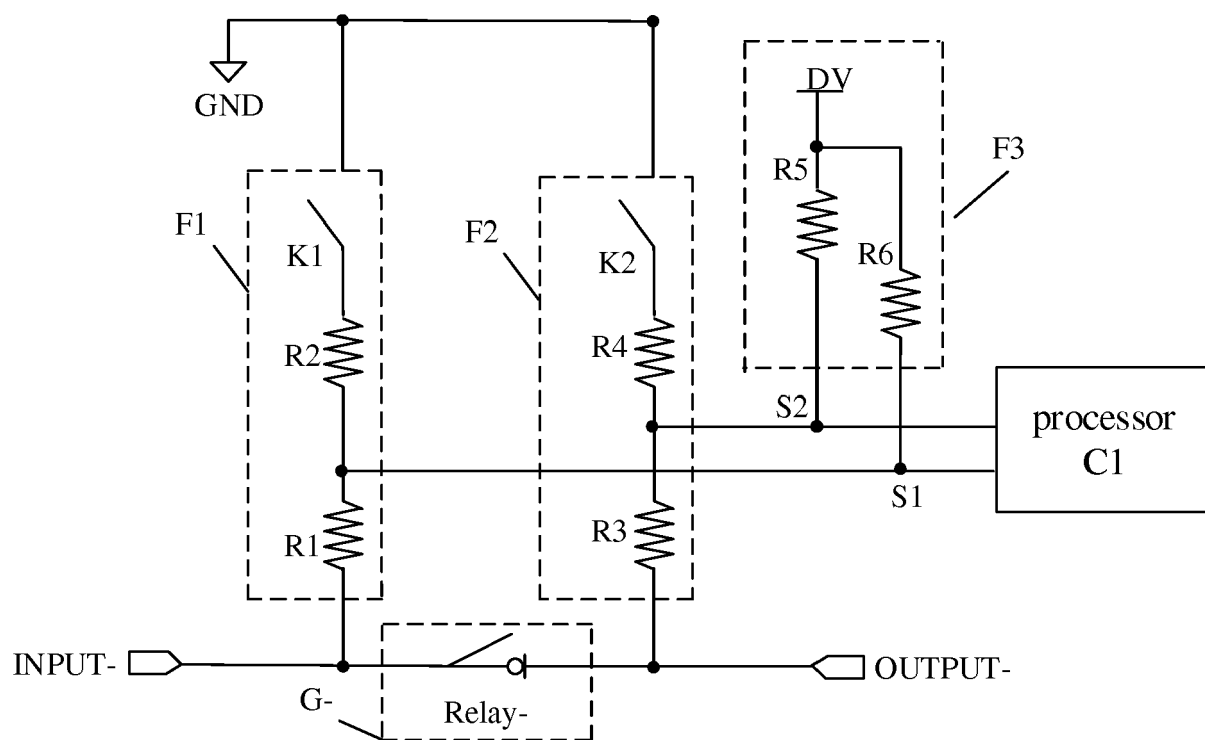 DV
GND
R5
F3
F1
F2
K1
K2
R6
R2
R4
S2
processor
C1
S1
R1
R3
INPUT-
OUTPUT-
G-
Relay-